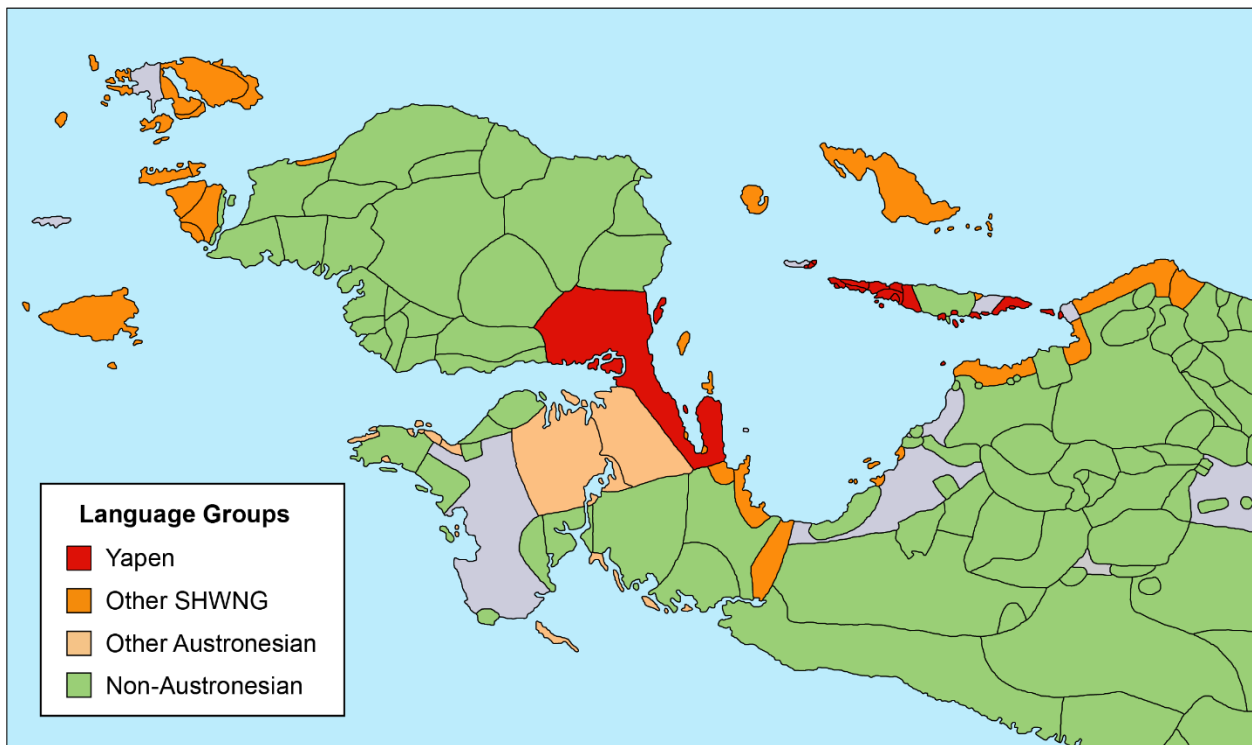 Language Groups
Yapen
Other SHWNG
Other Austronesian
Non-Austronesian